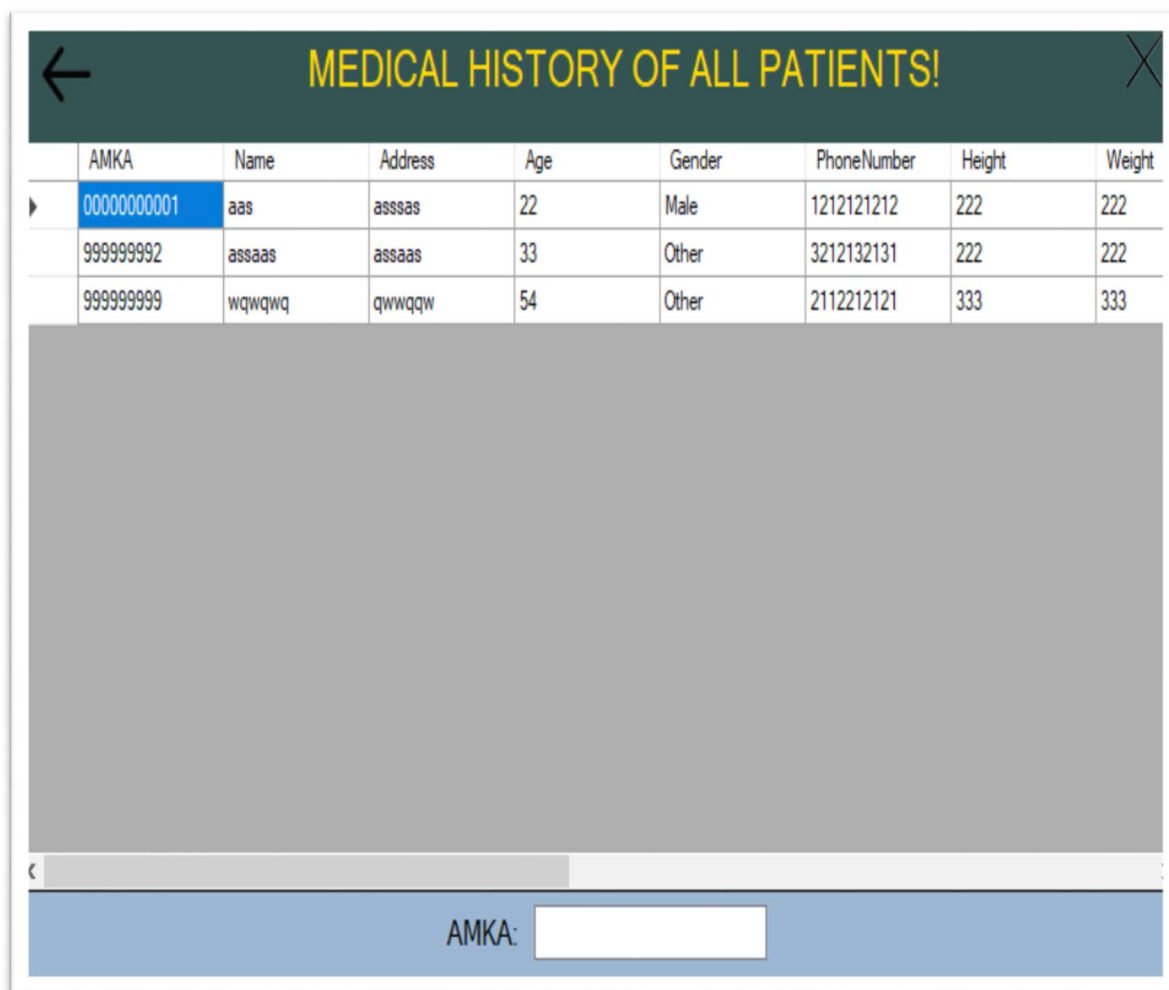 MEDICAL HISTORY OF ALL PATIENTS!
AMKA Name Address Age Gender PhoneNumber Height Weight
00000000001 aas asssas 22 Male 1212121212 222 222
999999992 assaas assaas 33 Other 3212132131 222 222
999999999 wqwqwq qwwqqw 54 Other 2112212121 333 333
AMKA: